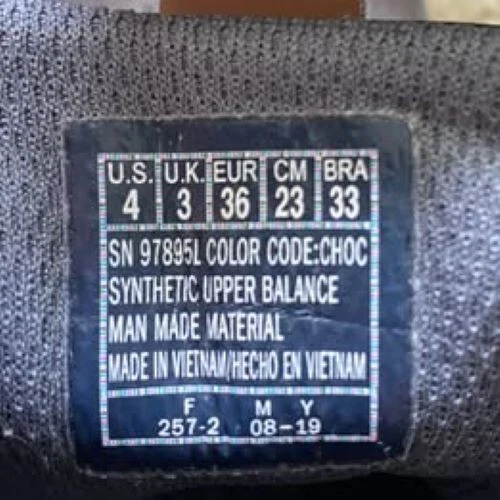 U.S. U.K. EUR CM BRA
4 3 36 23 33
SN 97895L COLOR CODE:CHOC
SYNTHETIC UPPER BALANCE
MAN MADE MATERIAL
MADE IN VIETNAM/HECHO EN VIETNAM
F M Y
257-2 08-19